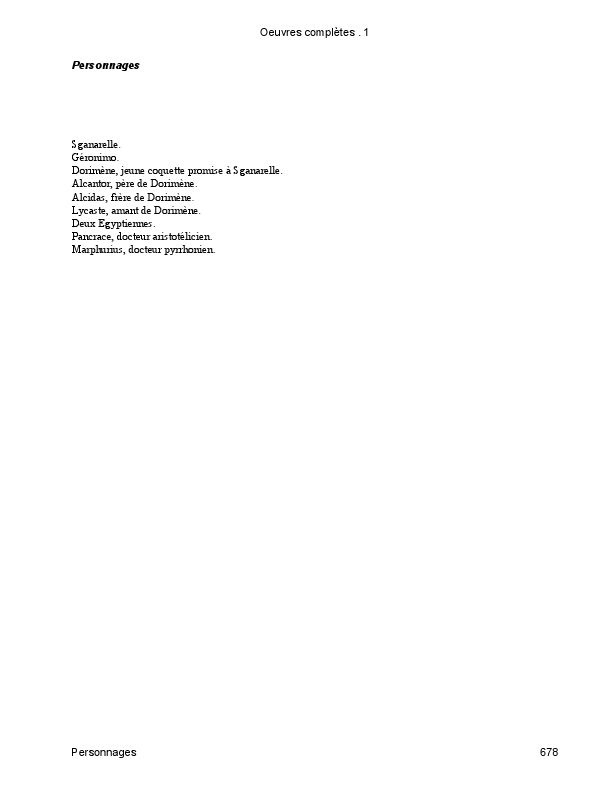 Oeuvres complètes . 1
Personnages
Sganarelle.
Géronimo.
Dorimène, jeune coquette promise à Sganarelle.
Alcantor, père de Dorimène.
Alcidas, frère de Dorimène.
Lycaste, amant de Dorimène.
Deux Egyptiennes.
Pancrace, docteur aristotélicien.
Marphurius, docteur pyrrhonien.
Personnages 678